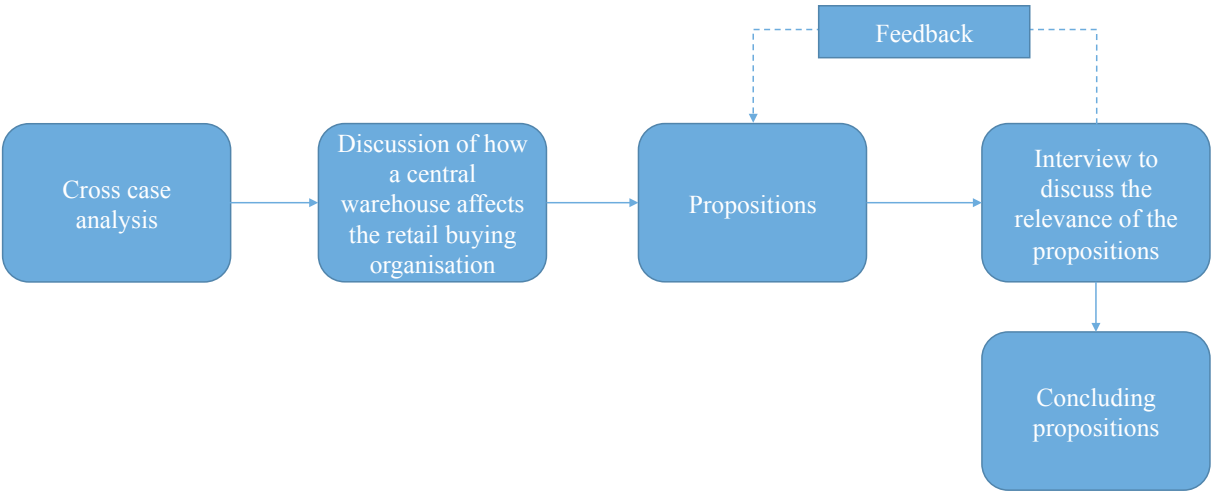 Feedback
Cross case
analysis
Discussion of how
a central
warehouse affects
the retail buying
organisation
Propositions
Interview to
discuss the
relevance of the
propositions
Concluding
propositions